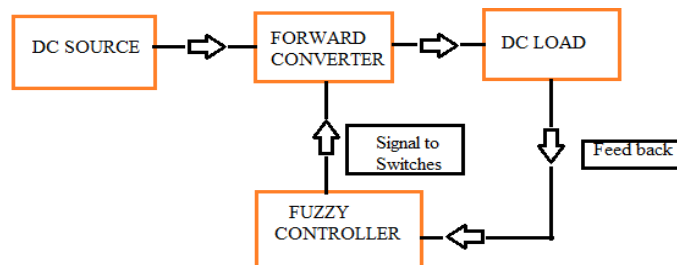 DC SOURCE
FORWARD
CONVERTER
DC LOAD
Signal to
Switches
Feed back
FUZZY
CONTROLLER